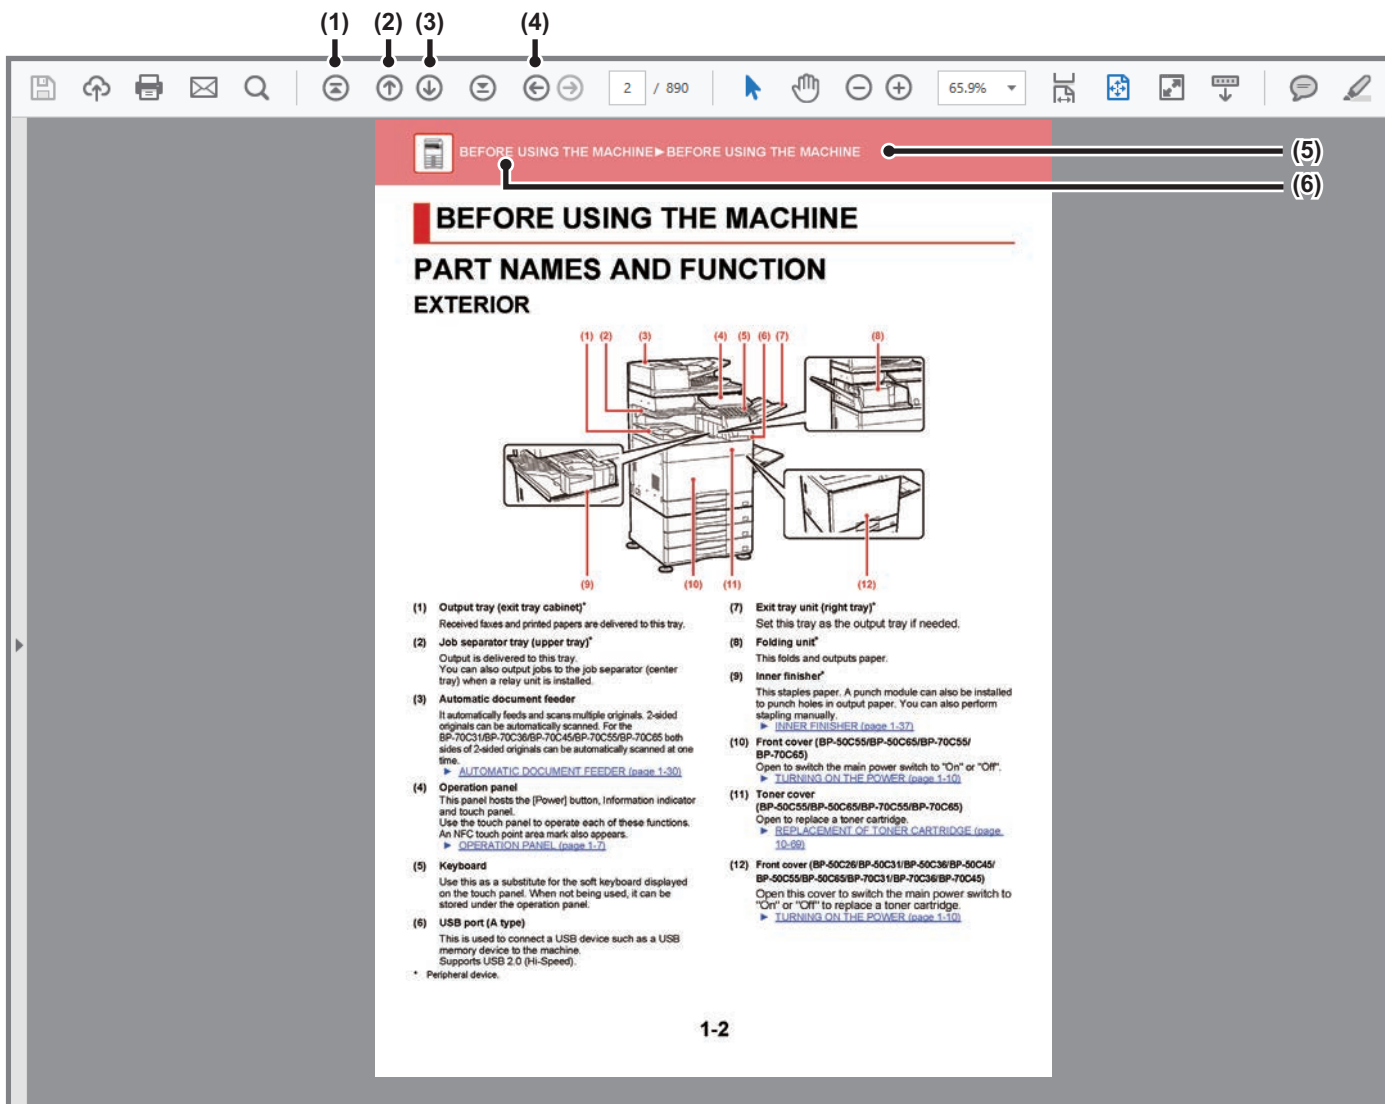 (1) (2) (3) (4)
2 / 890 65.9%
BEFORE USING THE MACHINE►BEFORE USING THE MACHINE
(5)
(6)
BEFORE USING THE MACHINE
PART NAMES AND FUNCTION
EXTERIOR
(1) (2) (3) (4) (5) (6) (7) (8)
(9) (10) (11) (12)
(1) Output tray (exit tray cabinet)*
Received faxes and printed papers are delivered to this tray.
(2) Job separator tray (upper tray)*
Output is delivered to this tray.
You can also output jobs to the job separator (center
tray) when a relay unit is installed.
(3) Automatic document feeder
It automatically feeds and scans multiple originals. 2-sided
originals can be automatically scanned. For the
BP-70C31/BP-70C36/BP-70C45/BP-70C55/BP-70C65 both
sides of 2-sided originals can be automatically scanned at one
time.
► AUTOMATIC DOCUMENT FEEDER (page 1-30)
(4) Operation panel
This panel hosts the [Power] button, Information indicator
and touch panel.
Use the touch panel to operate each of these functions.
An NFC touch point area mark also appears.
► OPERATION PANEL (page 1-7)
(5) Keyboard
Use this as a substitute for the soft keyboard displayed
on the touch panel. When not being used, it can be
stored under the operation panel.
(6) USB port (A type)
This is used to connect a USB device such as a USB
memory device to the machine.
Supports USB 2.0 (Hi-Speed).
* Peripheral device.
(7) Exit tray unit (right tray)*
Set this tray as the output tray if needed.
(8) Folding unit*
This folds and outputs paper.
(9) Inner finisher*
This staples paper. A punch module can also be installed
to punch holes in output paper. You can also perform
stapling manually.
► INNER FINISHER (page 1-37)
(10) Front cover (BP-50C55/BP-50C65/BP-70C55/
BP-70C65)
Open to switch the main power switch to "On" or "Off".
► TURNING ON THE POWER (page 1-10)
(11) Toner cover
(BP-50C55/BP-50C65/BP-70C55/BP-70C65)
Open to replace a toner cartridge.
► REPLACEMENT OF TONER CARTRIDGE (page
10-69)
(12) Front cover (BP-50C26/BP-50C31/BP-50C36/BP-50C45/
BP-50C55/BP-50C65/BP-70C31/BP-70C36/BP-70C45)
Open this cover to switch the main power switch to
"On" or "Off" to replace a toner cartridge.
► TURNING ON THE POWER (page 1-10)
1-2